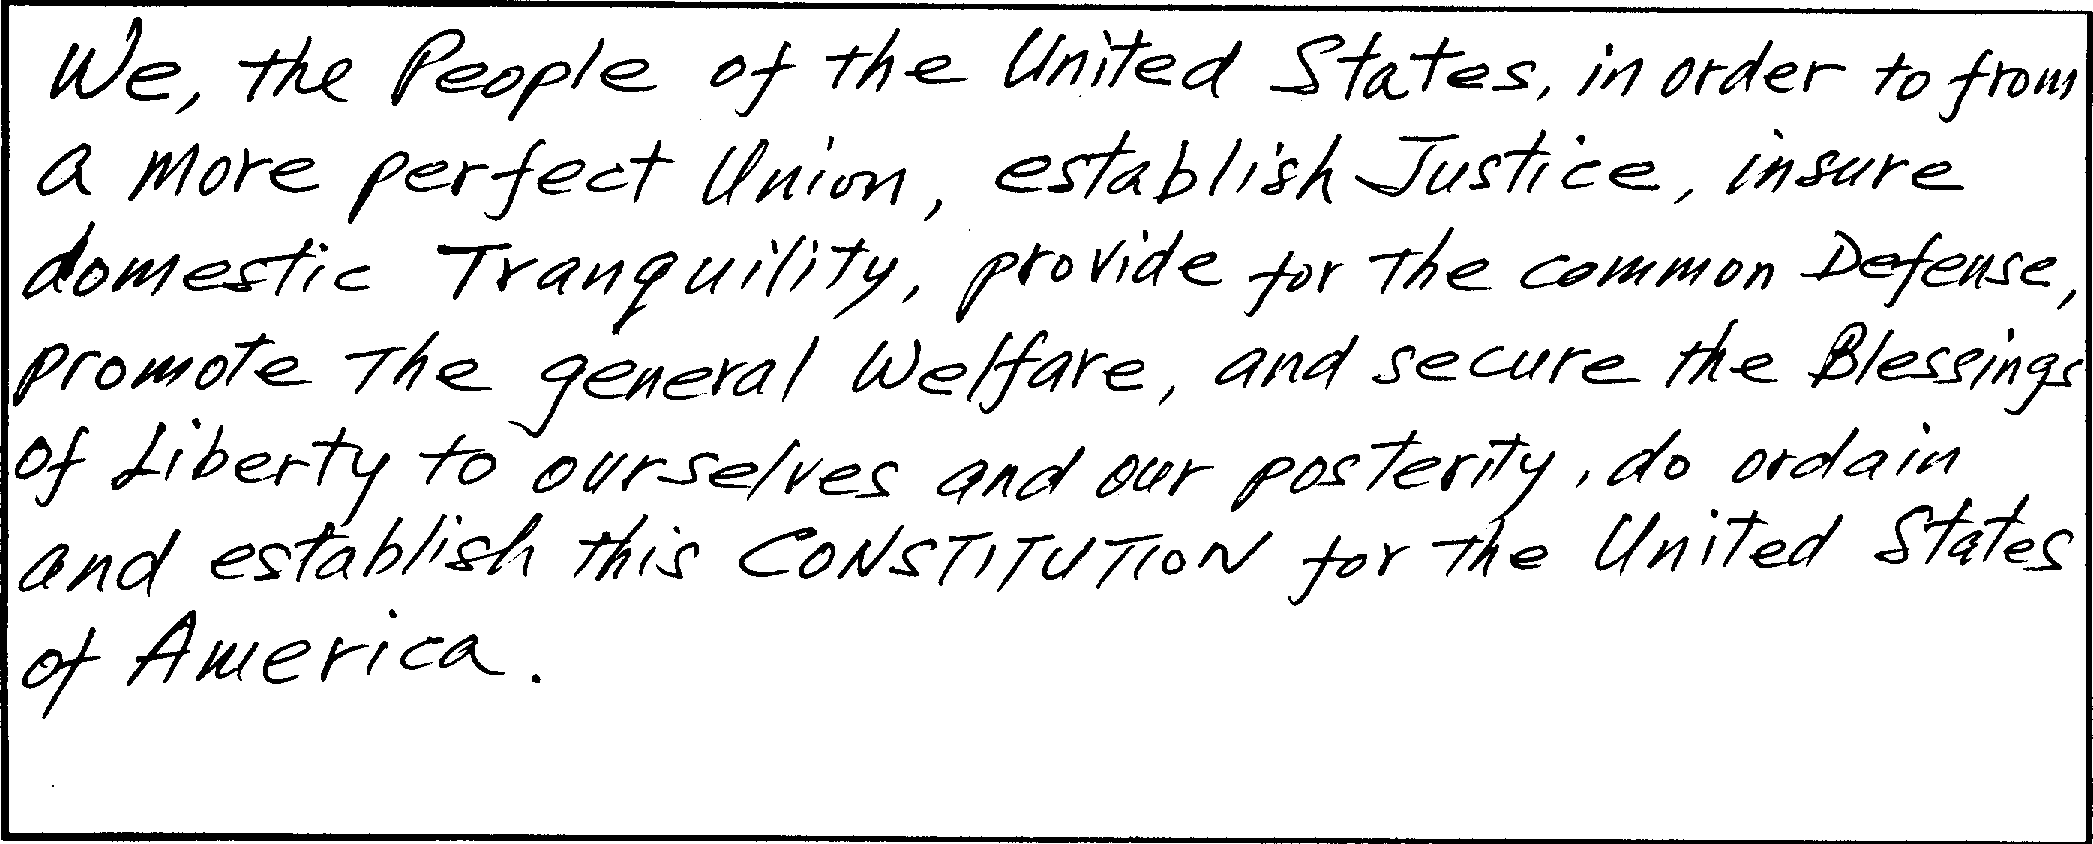 We, the People of the United States, in order to from
a more perfect Union, establish Justice, insure
domestic Tranquility, provide for the common Defense,
promote the general Welfare, and secure the Blessings
of Liberty to ourselves and our posterity, do ordain
and establish this CONSTITUTION for the United States
of America.